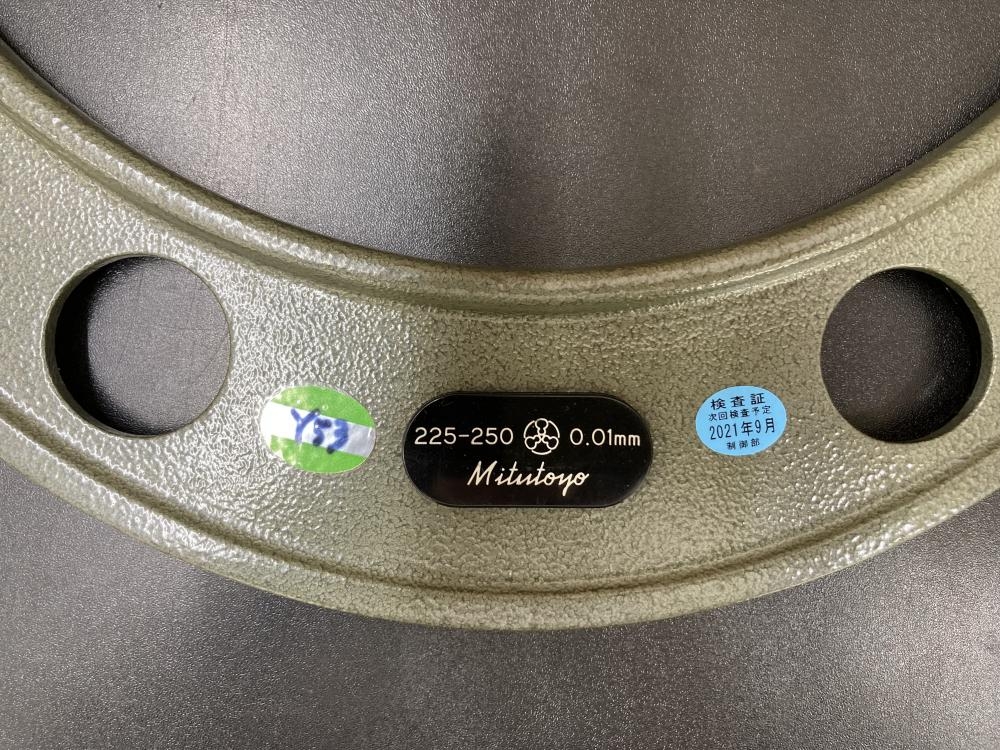 Y53
225-250 0.01mm
Mitutoyo
検査証
次回検査予定
2021年9月
制御部